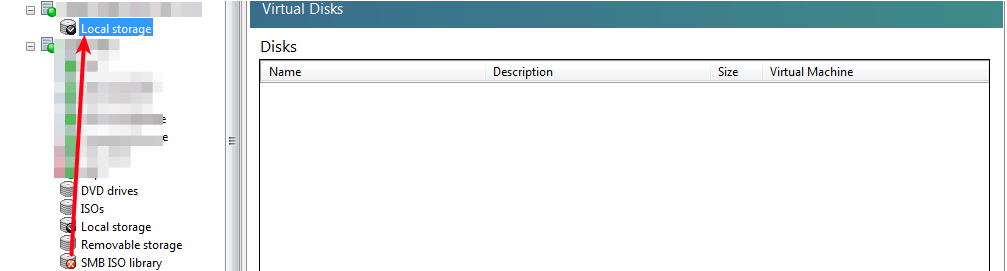 Local storage
e
e
DVD drives
ISOs
Local storage
Removable storage
SMB ISO library
Virtual Disks
Disks
Name Description Size Virtual Machine